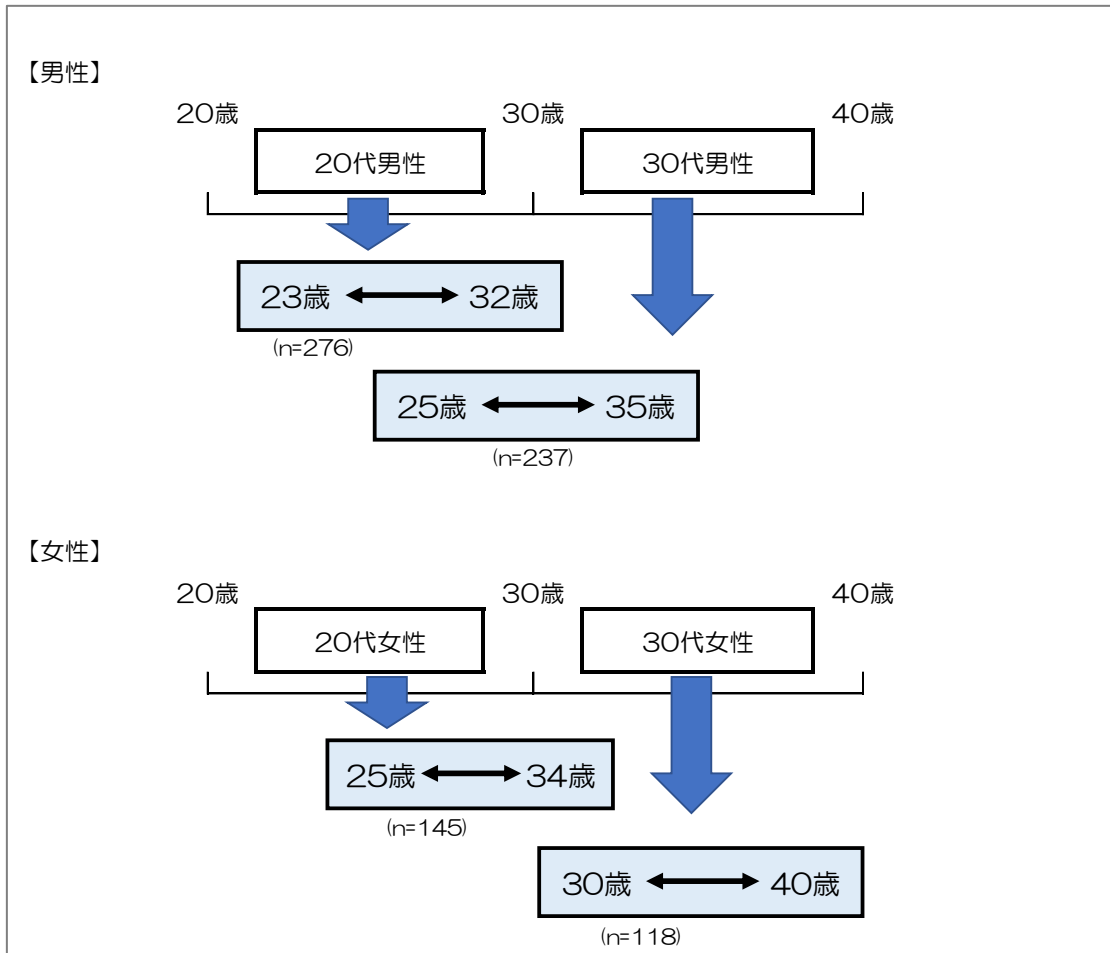 【男性】
20歳 30歳 40歳
20代男性 30代男性
23歳 32歳
(n=276)
25歳 35歳
(n=237)
【女性】
20歳 30歳 40歳
20代女性 30代女性
25歳 34歳
(n=145)
30歳 40歳
(n=118)